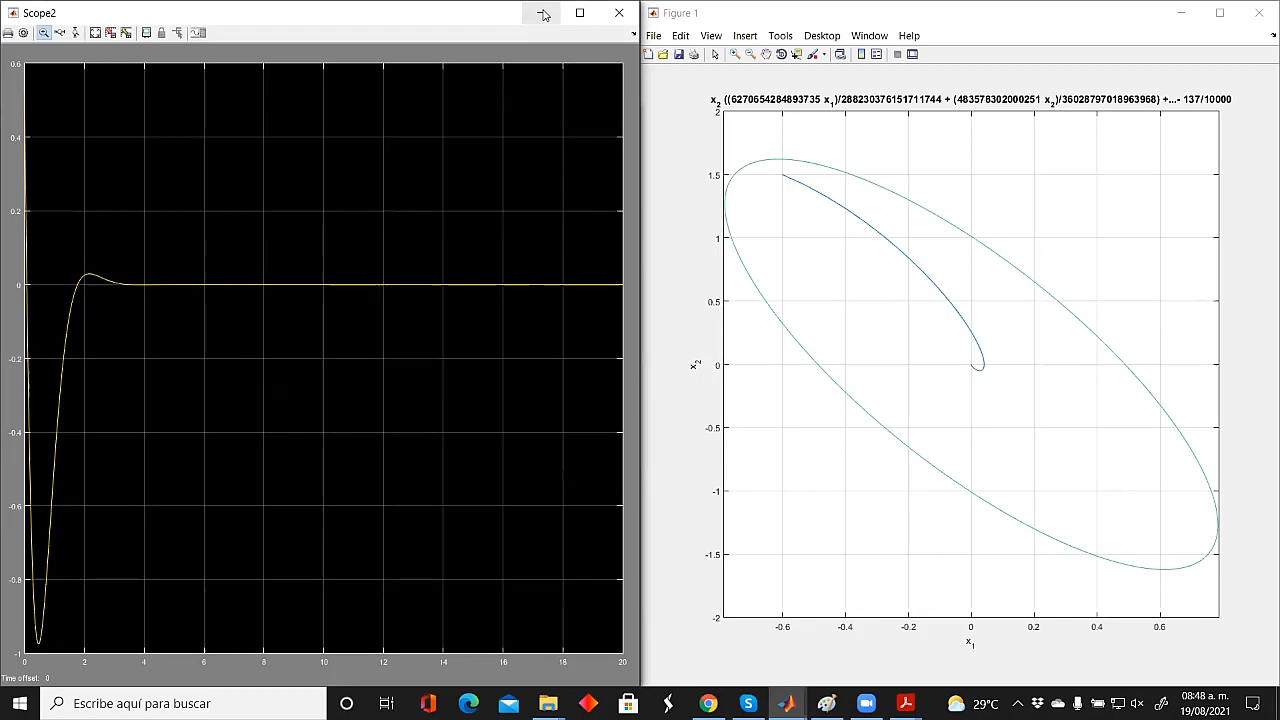 Scope2
0.6
0.4
0.2
0
-0.2
-0.4
-0.6
-0.8
-1
0 2 4 6 8 10 12 14 16 18 20
Time offset: 0
Figure 1
File Edit View Insert Tools Desktop Window Help
x2 ((6270654284893735 x1)/288230376151711744 + (483578302000251 x2)/36028797018963968) +...- 137/10000
2
1.5
1
0.5
0
-0.5
-1
-1.5
-2
x2
-0.6 -0.4 -0.2 0 0.2 0.4 0.6
x1
Escribe aquí para buscar
29°C
08:48 a. m.
19/08/2021